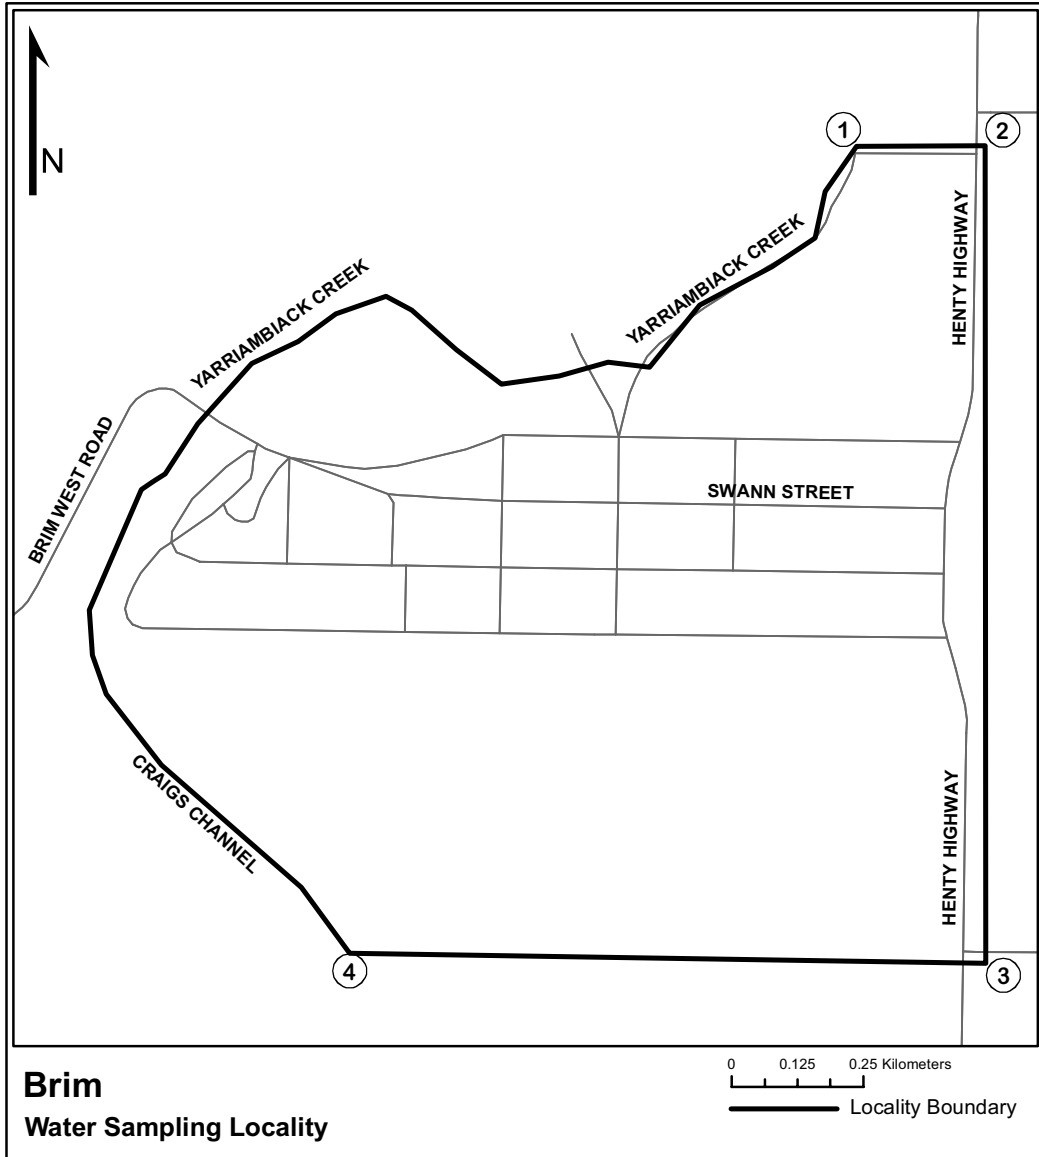 N
1
2
YARRIAMBIACK CREEK
HENTY HIGHWAY
YARRIAMBIACK CREEK
BRIM WEST ROAD
SWANN STREET
CRAIGS CHANNEL
HENTY HIGHWAY
4
3
Brim
Water Sampling Locality
0 0.125 0.25 Kilometers
Locality Boundary